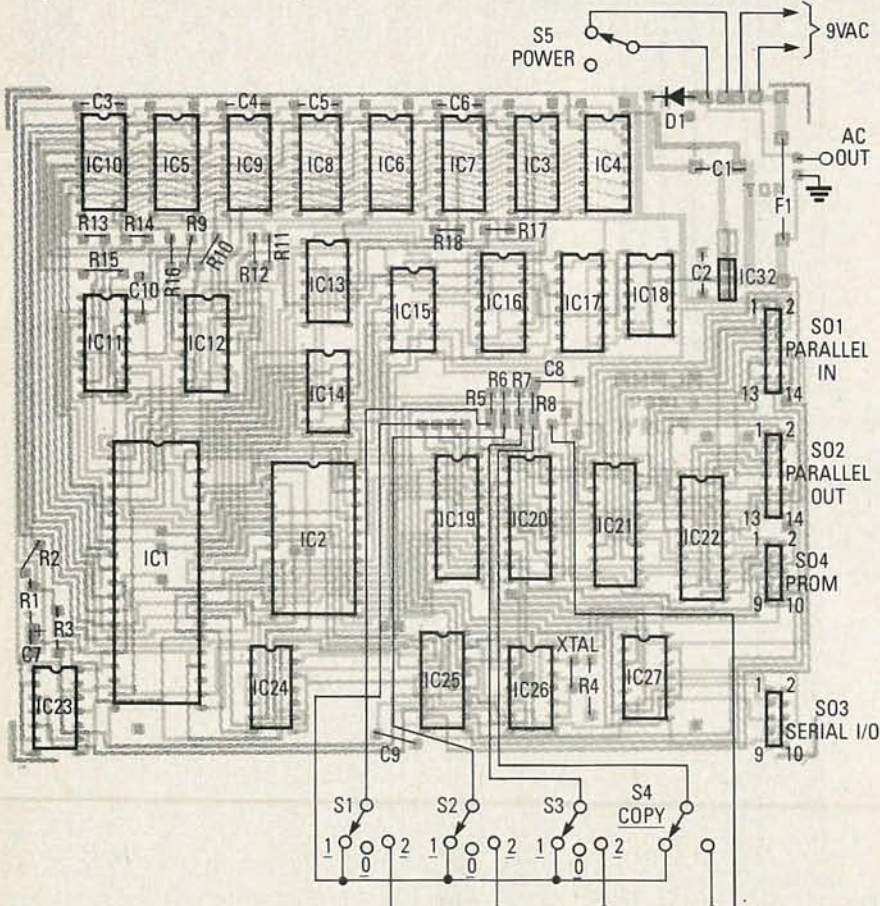 S5
POWER
9VAC
C3 C4 C5 C6
D1
AC
OUT
IC10 IC5 IC9 IC8 IC6 IC7 IC3 IC4
C1
TOP
F1
R13 R14 R9 R18 R17
R16 R10 R12 R11
R15
C10
IC13
C2 IC32
IC11 IC12 IC15 IC16 IC17 IC18
1 2
SO1
PARALLEL
IN
13 14
IC14
R6 R7 C8
R5 R8
1 2
SO2
PARALLEL
OUT
13 14
IC1 IC2 IC19 IC20 IC21 IC22
1 2
SO4
PROM
9 10
R2
R1
R3
C7
XTAL
IC23 IC24 IC25 IC26 R4 IC27
1 2
SO3
SERIAL I/O
9 10
C9
S1 S2 S3 S4
COPY
1 0 2 1 0 2 1 0 2